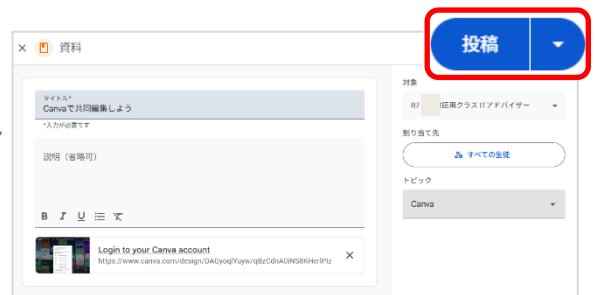 資料
投稿
タイトル*
Canvaで共同編集しよう
*入力が必要です
説明（省略可）
B I U
Login to your Canva account
https://www.canva.com/design/DAGyoqlYuyw/qBzCdnA0iNS8KHerlPlz
対象
R7 証用クラス ITアドバイザー
割り当て先
すべての生徒
トピック
Canva